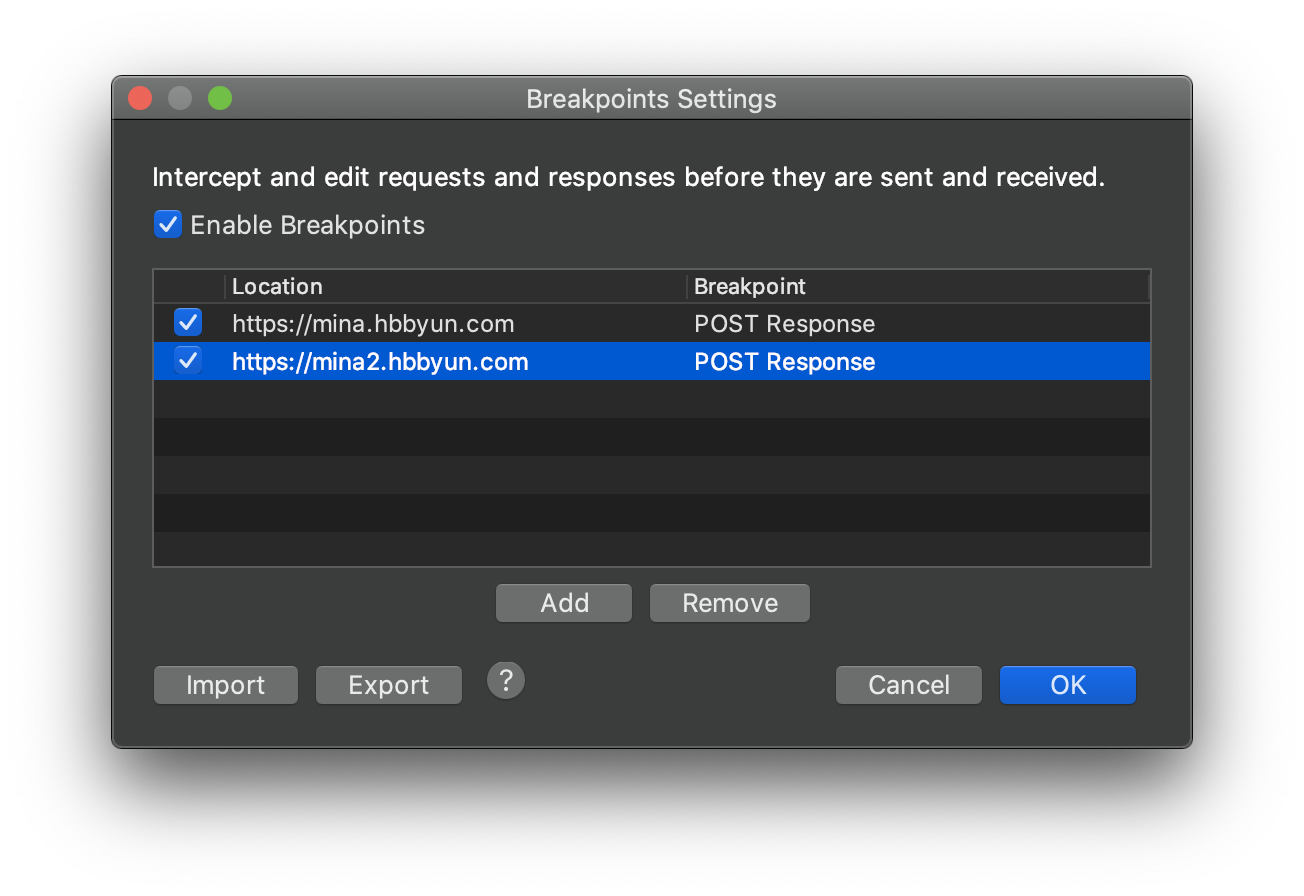 Breakpoints Settings
Intercept and edit requests and responses before they are sent and received.
Enable Breakpoints
Location Breakpoint
https://mina.hbbyun.com POST Response
https://mina2.hbbyun.com POST Response
Add Remove
Import Export ? Cancel OK